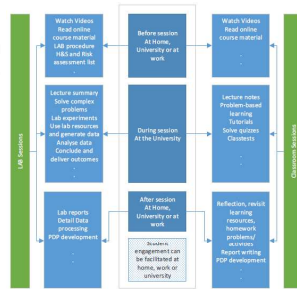 LAB Sessions
Watch Videos
Read online
course material
LAB procedure
H&S and Risk
assessment list
.
Before session
At Home,
University or at
work
Watch Videos
Read online
course material
.
.
.
Lecture summary
Solve complex
problems
Lab experiments
Use lab resources
and generate data
Analyse data
Conclude and
deliver outcomes
During session
At the University
Lecture notes
Problem-based
learning
Tutorials
Solve quizzes
Classtests
.
.
Lab reports
Detail Data
processing
PDP development
.
.
.
After session
At Home,
University or at
work
Student
engagement can
be facilitated at
home, work or
university
Reflection, revisit
learning
resources,
homework
problems/
activities
Report writing
PDP development
.
.
Classroom Sessions